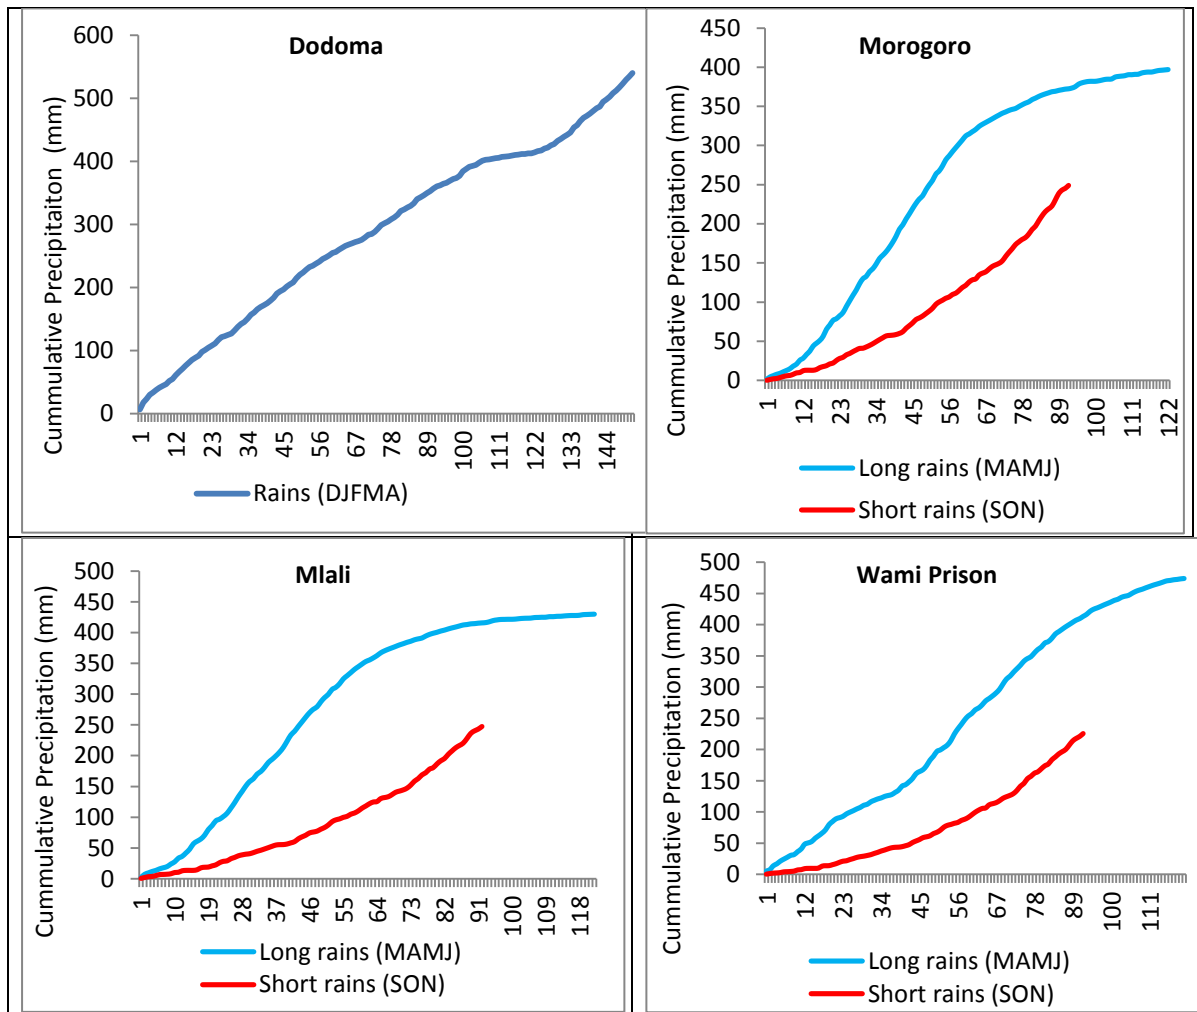 Dodoma
Cummulative Precipitaiton (mm)
600
500
400
300
200
100
0
1 12 23 34 45 56 67 78 89 100 111 122 133 144
Rains (DJFMA)
Morogoro
Cummulative Precipitation (mm)
450
400
350
300
250
200
150
100
50
0
1 12 23 34 45 56 67 78 89 100 111 122
Long rains (MAMJ)
Short rains (SON)
Mlali
Cummulative Precipitation (mm)
500
450
400
350
300
250
200
150
100
50
0
1 10 19 28 37 46 55 64 73 82 91 100 109 118
Long rains (MAMJ)
Short rains (SON)
Wami Prison
Cummulative Precipitation (mm)
500
450
400
350
300
250
200
150
100
50
0
1 12 23 34 45 56 67 78 89 100 111
Long rains (MAMJ)
Short rains (SON)